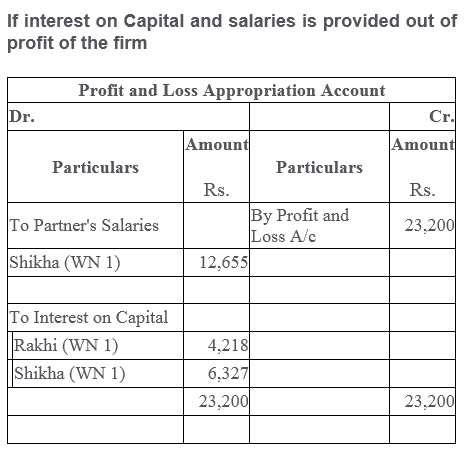 If interest on Capital and salaries is provided out of
profit of the firm
Profit and Loss Appropriation Account
Dr. Cr.
Particulars Amount Rs. Particulars Amount Rs.
To Partner's Salaries By Profit and Loss A/c 23,200
Shikha (WN 1) 12,655
To Interest on Capital
Rakhi (WN 1) 4,218
Shikha (WN 1) 6,327
23,200 23,200